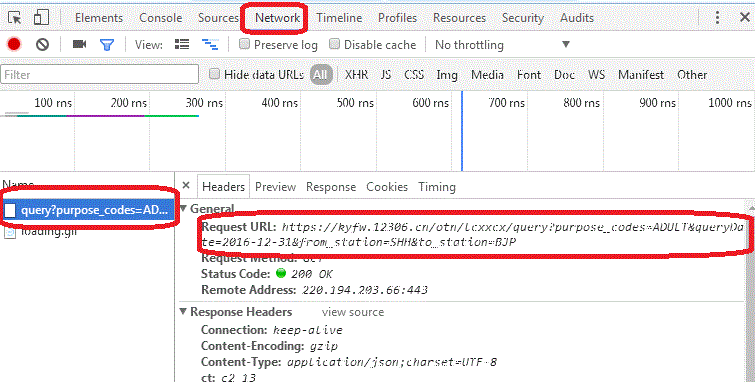 Elements Console Sources Network Timeline Profiles Resources Security Security Audits
View: Preserve log Disable cache No throttling
Filter Hide data URLs All XHR JS CSS Img Media Font Doc WS Manifest Other
100 ms 200 ms 300 ms 400 ms 500 ms 600 ms 700 ms 800 ms 900 ms 1000 ms
Name
Headers Preview Response Cookies Timing
query?purpose_codes=AD...
loading.gif
General
Request URL: https://kyfw.12306.cn/otn/lcxxcx/query?purpose_codes=ADULT&queryDa
te=2016-12-31&from_station=SHH&to_station=BJP
Request Method: GET
Status Code: 200 OK
Remote Address: 220.194.203.66:443
Response Headers view source
Connection: keep-alive
Content-Encoding: gzip
Content-Type: application/json;charset=UTF-8
ct: c2_13